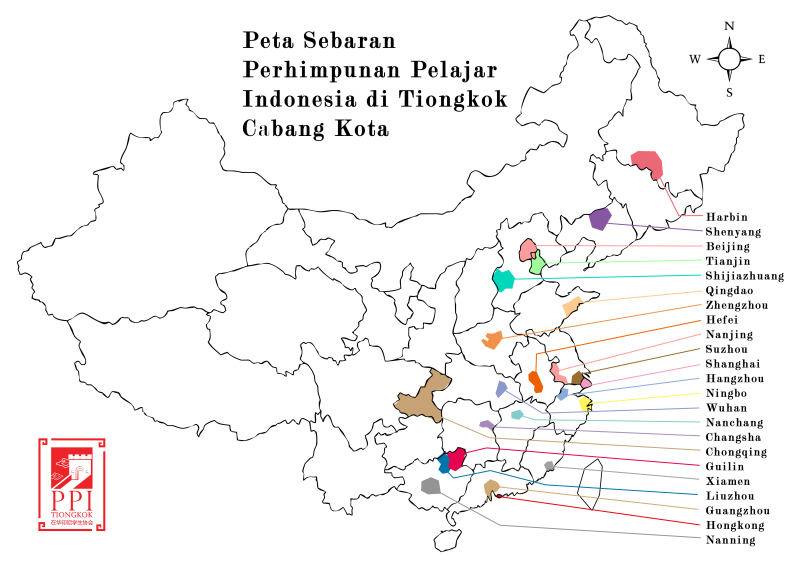 Peta Sebaran
Perhimpunan Pelajar
Indonesia di Tiongkok
Cabang Kota
N
W E
S
Harbin
Shenyang
Beijing
Tianjin
Shijiazhuang
Qingdao
Zhengzhou
Hefei
Nanjing
Suzhou
Shanghai
Hangzhou
Ningbo
Wuhan
Nanchang
Changsha
Chongqing
Guilin
Xiamen
Liuzhou
Guangzhou
Hongkong
Nanning
PPI
TIONGKOK
在华印尼学生协会